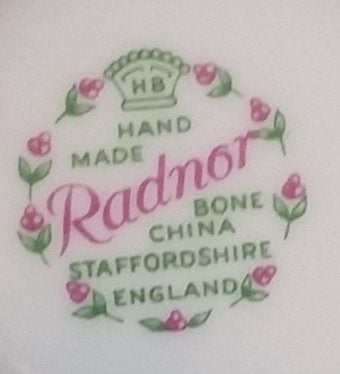 HB
HAND
MADE
Radnor
BONE
CHINA
STAFFORDSHIRE
ENGLAND